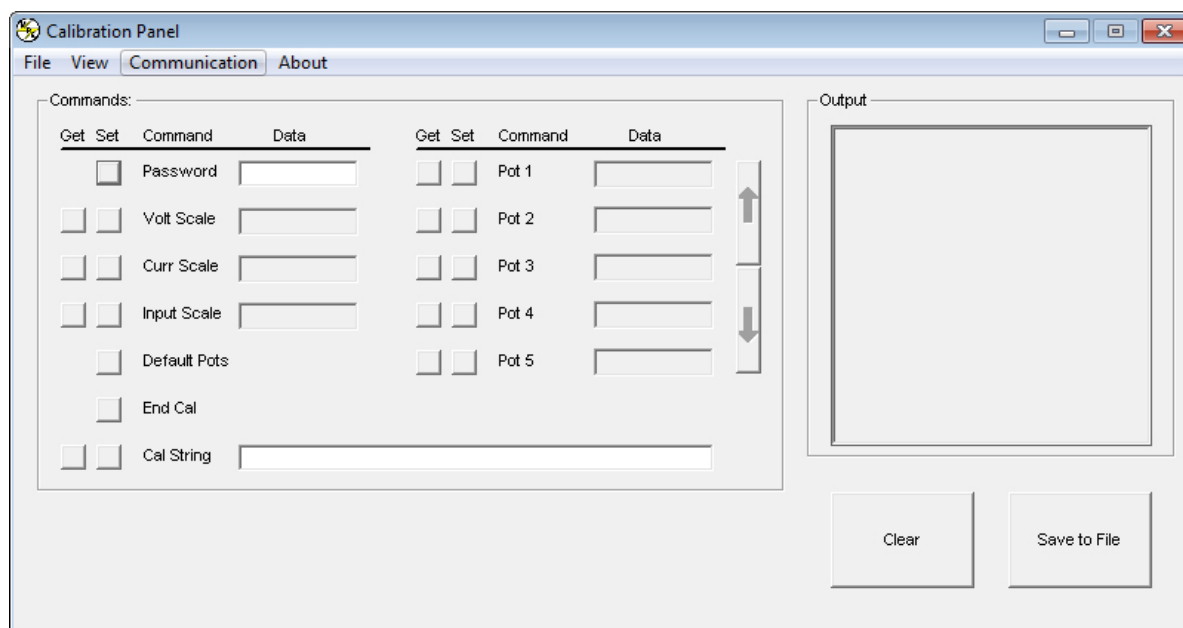 Calibration Panel
File View Communication About
Commands:
Get Set Command Data
Password
Volt Scale
Curr Scale
Input Scale
Default Pots
End Cal
Cal String
Get Set Command Data
Pot 1
Pot 2
Pot 3
Pot 4
Pot 5
Output
Clear
Save to File